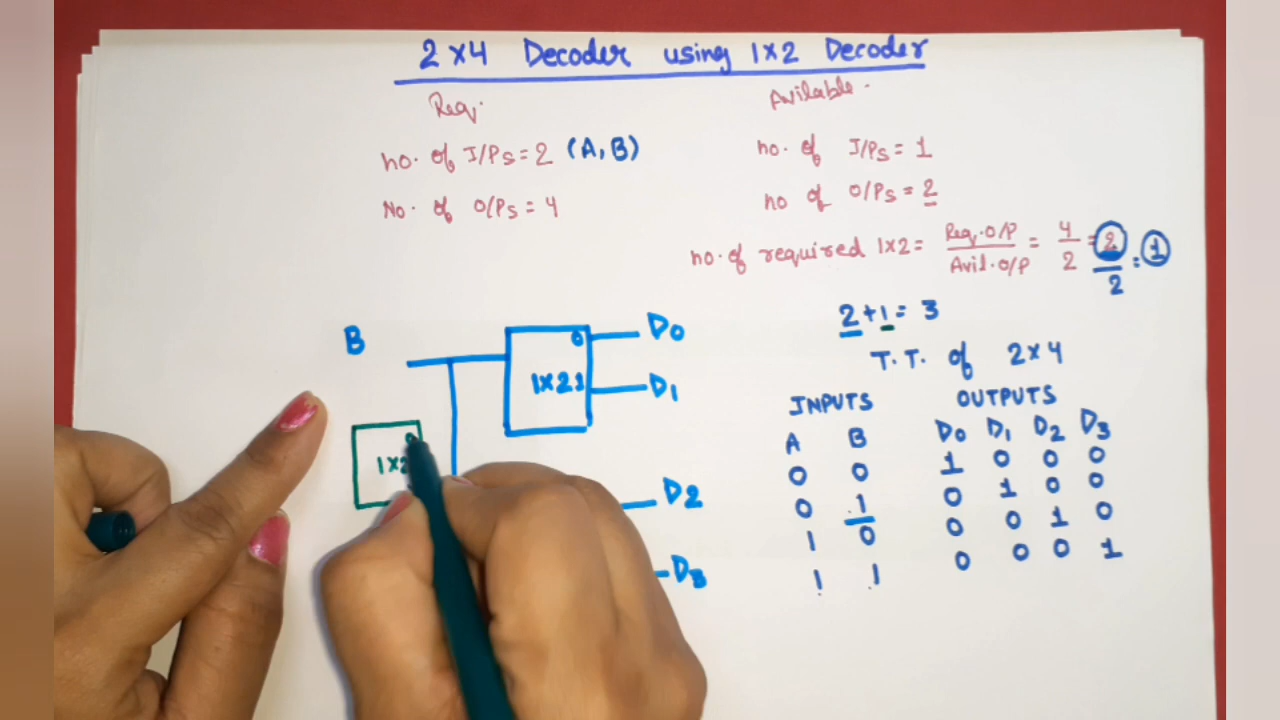 2x4 Decoder using 1x2 Decoder
Req.
Avilable.
no. of I/Ps = 2 (A, B)
no. of I/Ps = 1
No. of O/Ps = 4
no of O/Ps = 2
no. of required 1x2 = Req. O/P / Avil. O/P = 4 / 2 = 2 / 2 = 1
2 + 1 = 3
T. T. of 2x4
B
0 D0
1x2 1 D1
INPUTS OUTPUTS
A B D0 D1 D2 D3
0 0 1 0 0 0
0 1 0 1 0 0
1 0 0 0 1 0
1 1 0 0 0 1
0
1x2
D2
D3